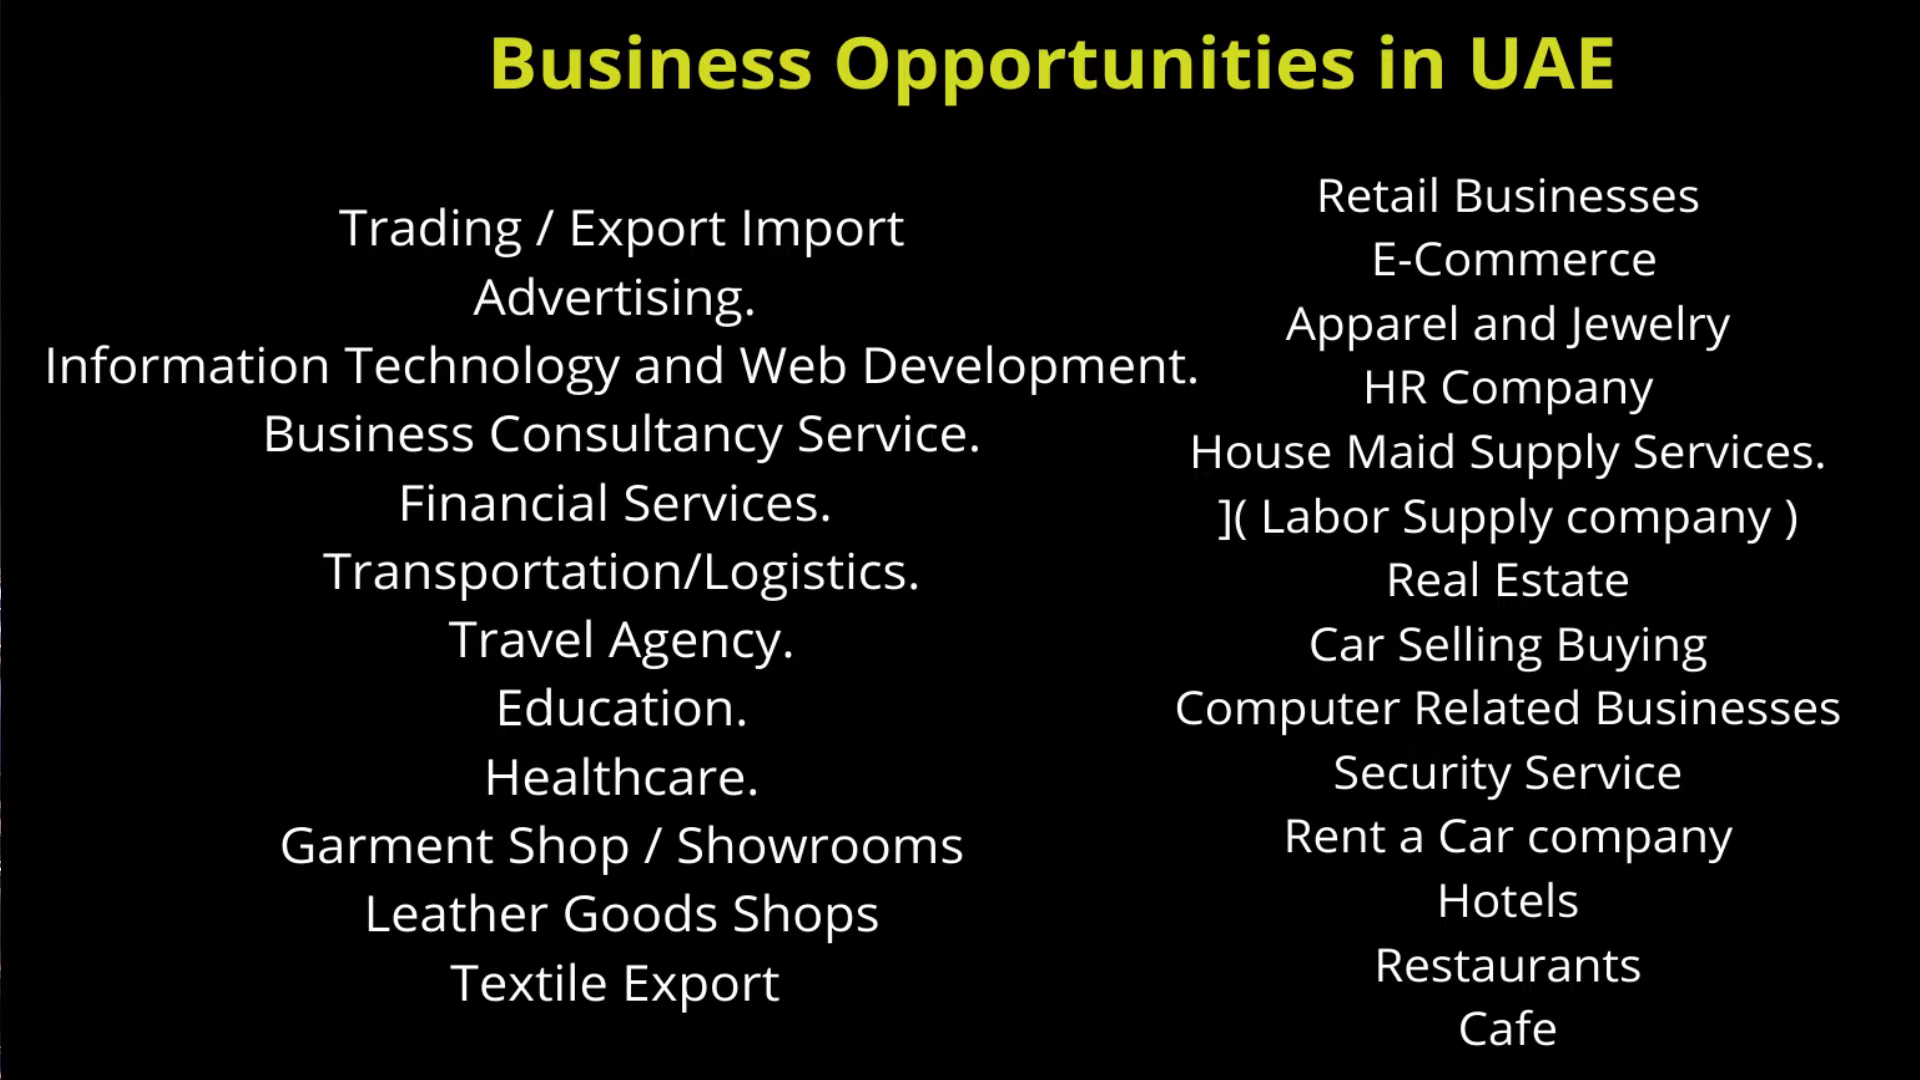 Business Opportunities in UAE
Trading / Export Import
Advertising.
Information Technology and Web Development.
Business Consultancy Service.
Financial Services.
Transportation/Logistics.
Travel Agency.
Education.
Healthcare.
Garment Shop / Showrooms
Leather Goods Shops
Textile Export
Retail Businesses
E-Commerce
Apparel and Jewelry
HR Company
House Maid Supply Services.
]( Labor Supply company )
Real Estate
Car Selling Buying
Computer Related Businesses
Security Service
Rent a Car company
Hotels
Restaurants
Cafe